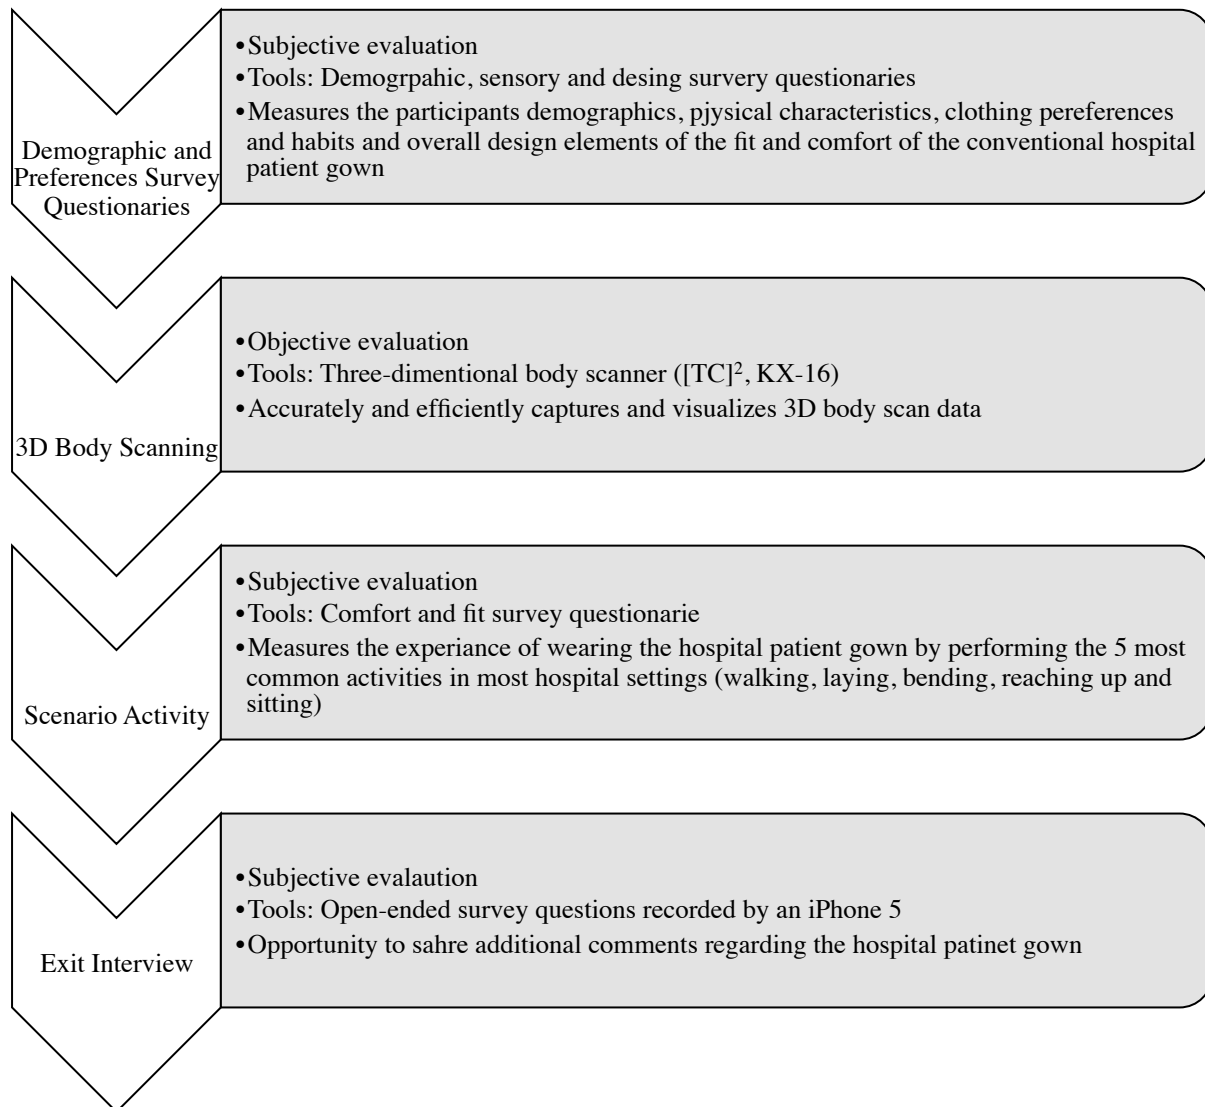 Demographic and
Preferences Survey
Questionaries
•Subjective evaluation
•Tools: Demogrpahic, sensory and desing survery questionaries
•Measures the participants demographics, pjysical characteristics, clothing pereferences
and habits and overall design elements of the fit and comfort of the conventional hospital
patient gown
3D Body Scanning
•Objective evaluation
•Tools: Three-dimentional body scanner ([TC]², KX-16)
•Accurately and efficiently captures and visualizes 3D body scan data
Scenario Activity
•Subjective evaluation
•Tools: Comfort and fit survey questionarie
•Measures the experiance of wearing the hospital patient gown by performing the 5 most
common activities in most hospital settings (walking, laying, bending, reaching up and
sitting)
Exit Interview
•Subjective evalaution
•Tools: Open-ended survey questions recorded by an iPhone 5
•Opportunity to sahre additional comments regarding the hospital patinet gown